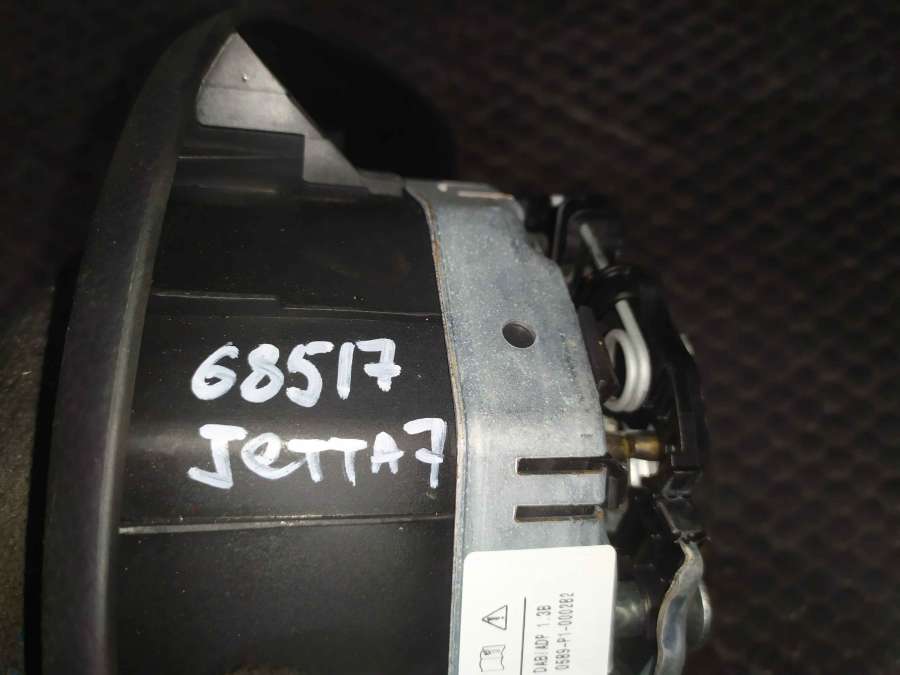 68517
JETTA7
DAB|ADP 1.3B
0589-P1-000282